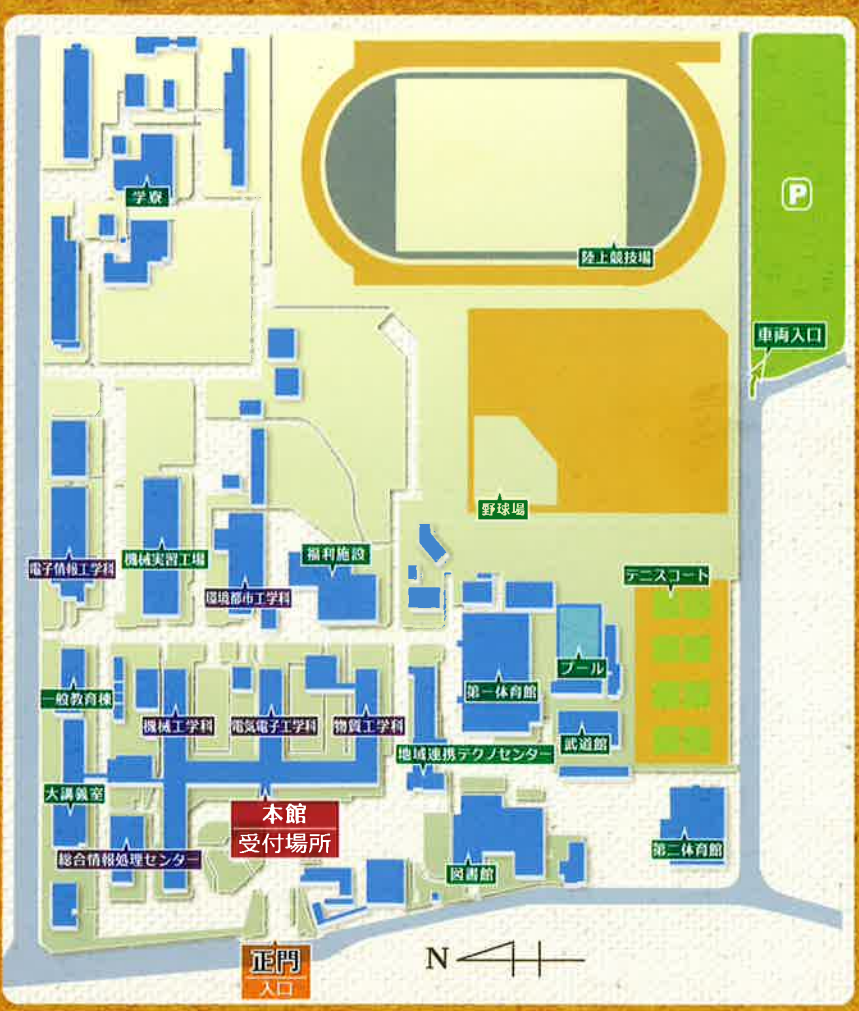 P
学寮
陸上競技場
車両入口
野球場
電子情報工学科
機械実習工場
福利施設
環境都市工学科
テニスコート
プール
一般教育棟
第一体育館
機械工学科
電気電子工学科
物質工学科
地域連携テクノセンター
武道館
大講義室
本館
受付場所
総合情報処理センター
図書館
第二体育館
正門
入口
N